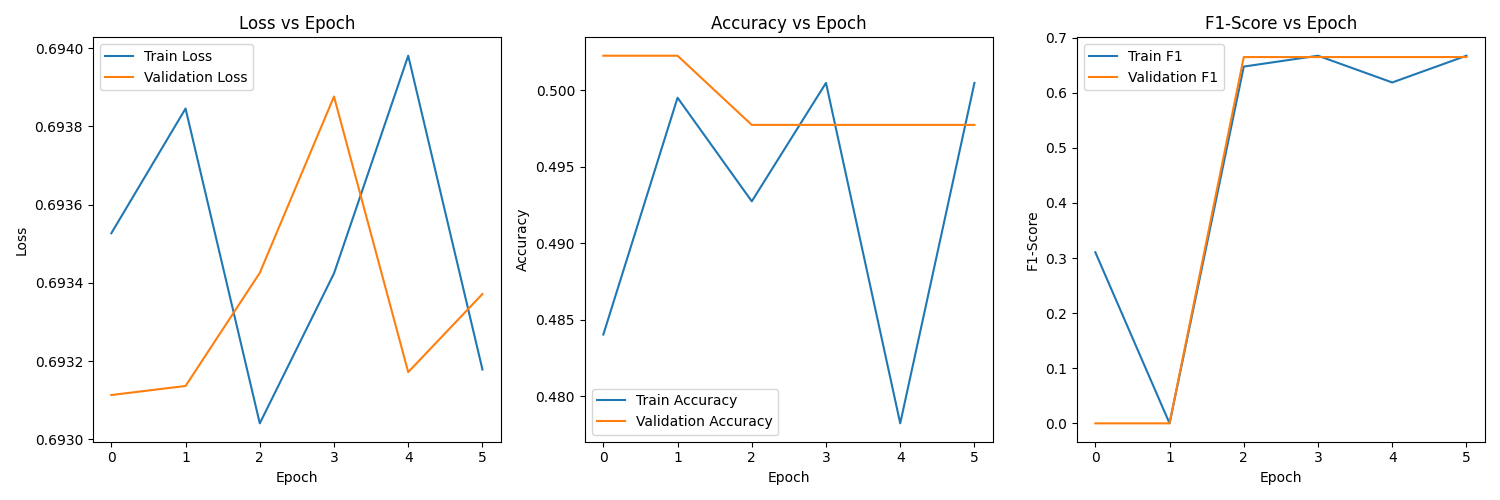 Loss vs Epoch
Train Loss
Validation Loss
0.6940
0.6938
0.6936
0.6934
0.6932
0.6930
Loss
0 1 2 3 4 5
Epoch
Accuracy vs Epoch
0.500
0.495
0.490
0.485
0.480
Accuracy
Train Accuracy
Validation Accuracy
0 1 2 3 4 5
Epoch
F1-Score vs Epoch
Train F1
Validation F1
0.7
0.6
0.5
0.4
0.3
0.2
0.1
0.0
F1-Score
0 1 2 3 4 5
Epoch